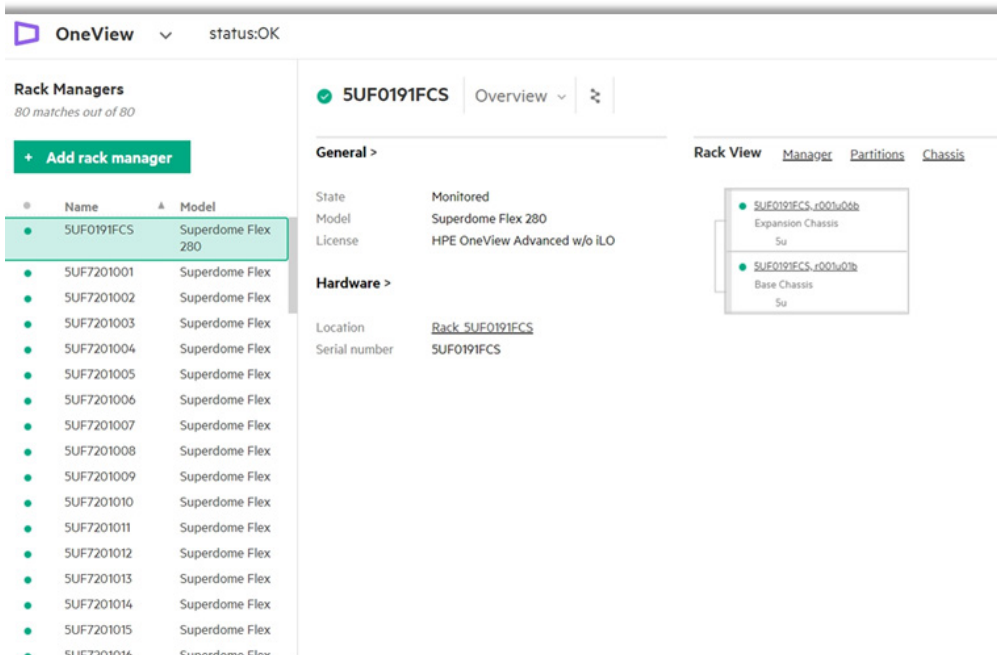 OneView status:OK
Rack Managers
80 matches out of 80
+ Add rack manager
Name Model
5UF0191FCS Superdome Flex
280
5UF7201001 Superdome Flex
5UF7201002 Superdome Flex
5UF7201003 Superdome Flex
5UF7201004 Superdome Flex
5UF7201005 Superdome Flex
5UF7201006 Superdome Flex
5UF7201007 Superdome Flex
5UF7201008 Superdome Flex
5UF7201009 Superdome Flex
5UF7201010 Superdome Flex
5UF7201011 Superdome Flex
5UF7201012 Superdome Flex
5UF7201013 Superdome Flex
5UF7201014 Superdome Flex
5UF7201015 Superdome Flex
5UF7201016 Superdome Flex
5UF0191FCS Overview
General >
State Monitored
Model Superdome Flex 280
License HPE OneView Advanced w/o iLO
Hardware >
Location Rack 5UF0191FCS
Serial number 5UF0191FCS
Rack View Manager Partitions Chassis
5UF0191FCS, r001u06b
Expansion Chassis
5u
5UF0191FCS, r001u01b
Base Chassis
5u